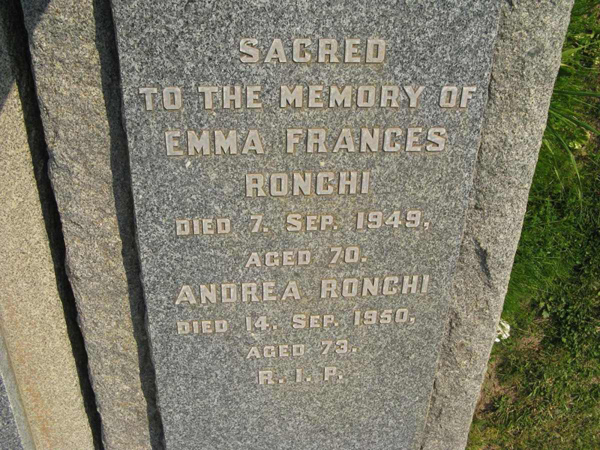 SACRED
TO THE MEMORY OF
EMMA FRANCES
RONCHI
DIED 7. SEP. 1949,
AGED 70.
ANDREA RONCHI
DIED 14. SEP. 1950,
AGED 73.
R. I. P.